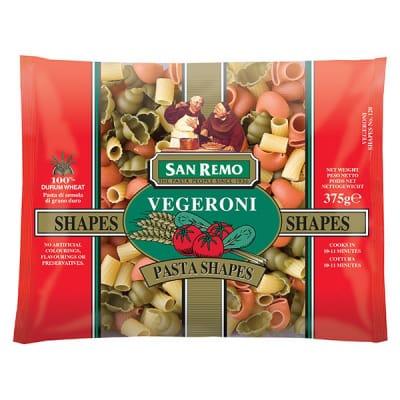 SAN REMO
THE PASTA PEOPLE SINCE 1936
VEGERONI
PASTA SHAPES
100%
DURUM WHEAT
Pasta di semola
di grano duro
SHAPES
NO ARTIFICIAL
COLOURINGS,
FLAVOURINGS OR
PRESERVATIVES.
VEGERONI
SHAPES No.120
NET WEIGHT
PESO NETTO
POIDS NET
NETTOGEWICHT
375g e
SHAPES
COOKS IN
10-11 MINUTES
COTTURA
10-11 MINUTES